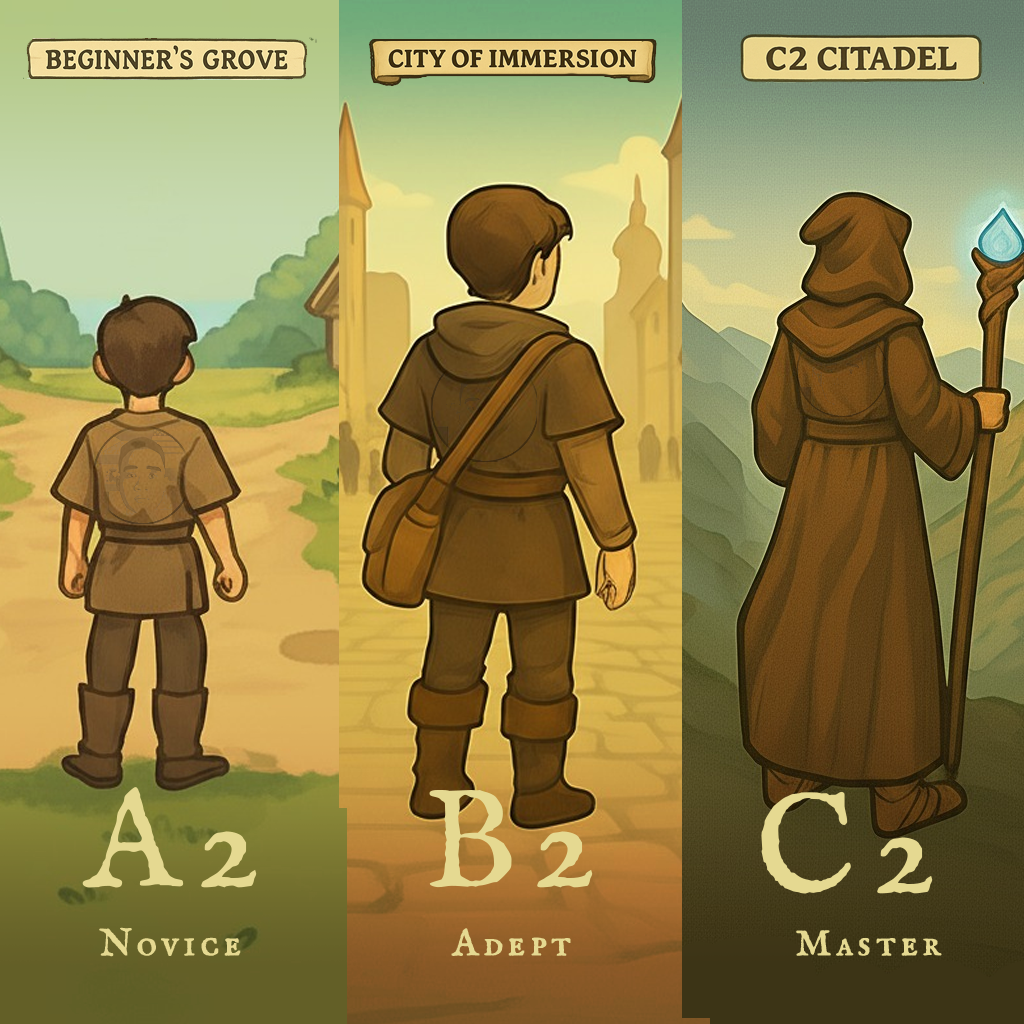 BEGINNER'S GROVE
CITY OF IMMERSION
C2 CITADEL
A2
B2
C2
Novice
Adept
Master